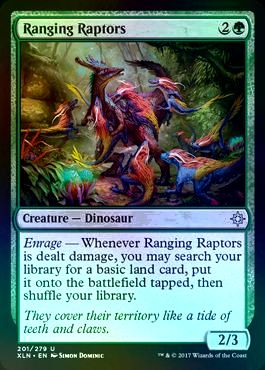 Ranging Raptors 2
Creature — Dinosaur
Enrage — Whenever Ranging Raptors
is dealt damage, you may search your
library for a basic land card, put
it onto the battlefield tapped, then
shuffle your library.
They cover their territory like a tide of
teeth and claws.
2/3
201/279 U
XLN • EN Simon Dominic
™ & © 2017 Wizards of the Coast